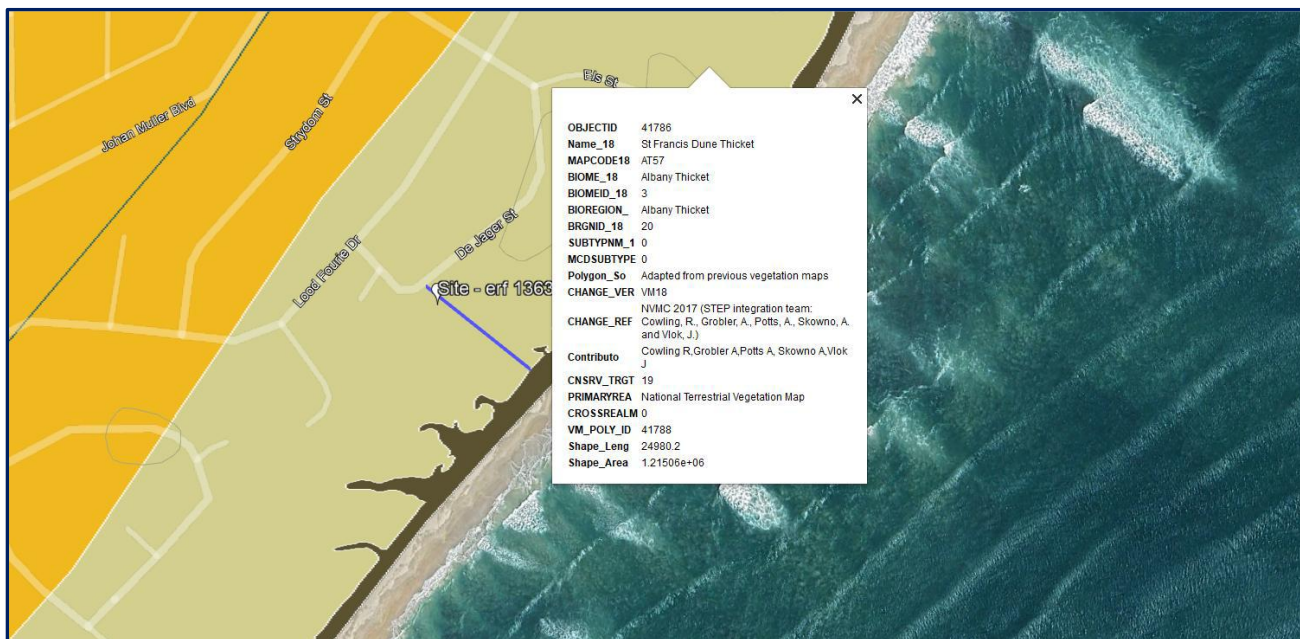 Johan Muller Blvd
Strydom St
Els St
De Jager St
Lood Fourie Dr
Site - erf 1363
OBJECTID 41786
Name_18 St Francis Dune Thicket
MAPCODE18 AT57
BIOME_18 Albany Thicket
BIOMEID_18 3
BIOREGION_ Albany Thicket
BRGNID_18 20
SUBTYPNM_1 0
MCDSUBTYPE 0
Polygon_So Adapted from previous vegetation maps
CHANGE_VER VM18
CHANGE_REF NVMC 2017 (STEP integration team:
Cowling, R., Grobler, A., Potts, A., Skowno, A.
and Vlok, J.)
Contributo Cowling R,Grobler A,Potts A, Skowno A,Vlok
J
CNSRV_TRGT 19
PRIMARYREA National Terrestrial Vegetation Map
CROSSREALM 0
VM_POLY_ID 41788
Shape_Leng 24980.2
Shape_Area 1.21506e+06